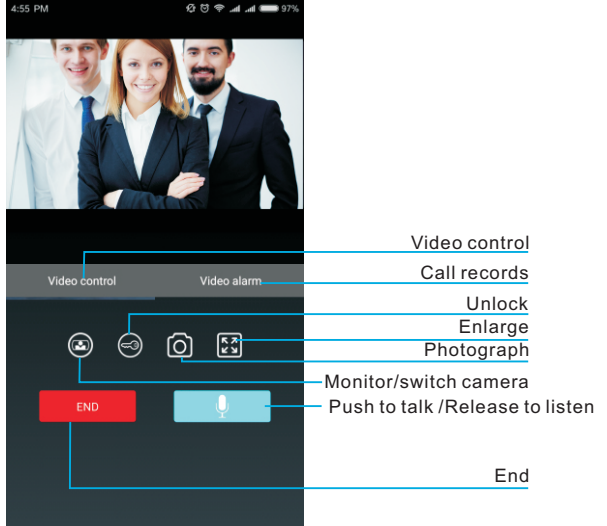 4:55 PM 97%
Video control
Video control Video alarm
Call records
Unlock
Enlarge
Photograph
Monitor/switch camera
END
Push to talk /Release to listen
End